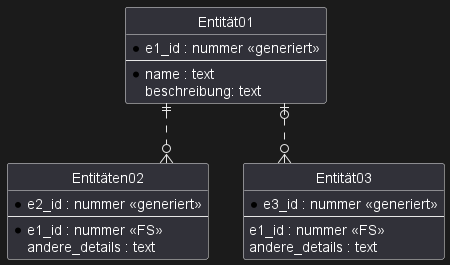 Entität01
e1_id : nummer «generiert»
name : text
beschreibung: text
Entitäten02
e2_id : nummer «generiert»
e1_id : nummer «FS»
andere_details : text
Entität03
e3_id : nummer «generiert»
e1_id : nummer «FS»
andere_details : text